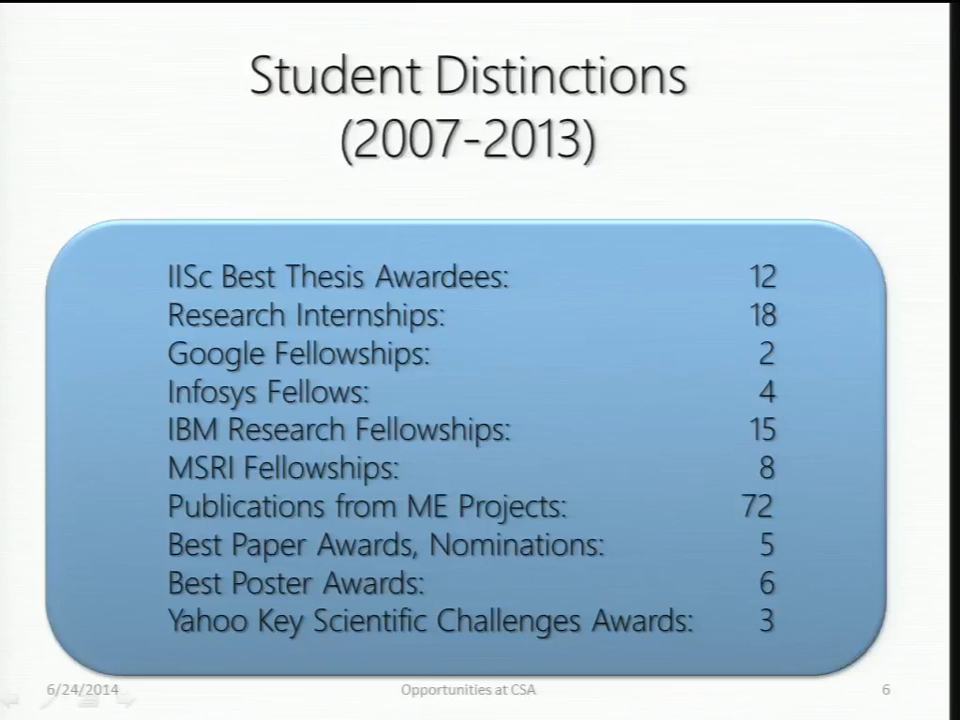 Student Distinctions
(2007-2013)
IISc Best Thesis Awardees: 12
Research Internships: 18
Google Fellowships: 2
Infosys Fellows: 4
IBM Research Fellowships: 15
MSRI Fellowships: 8
Publications from ME Projects: 72
Best Paper Awards, Nominations: 5
Best Poster Awards: 6
Yahoo Key Scientific Challenges Awards: 3
6/24/2014 Opportunities at CSA 6